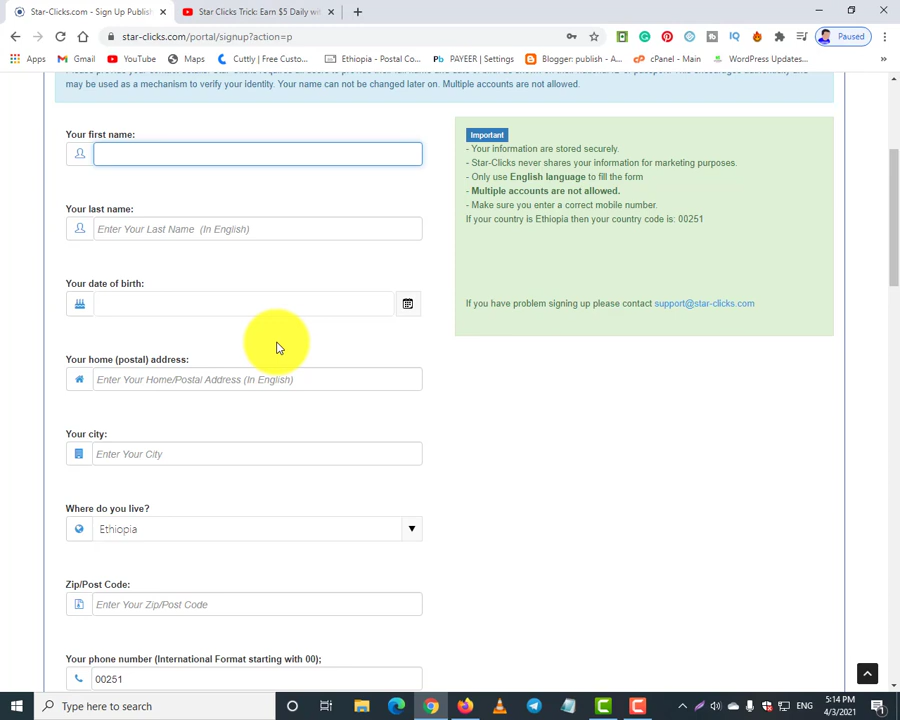 Star-Clicks.com - Sign Up Publish
Star Clicks Trick: Earn $5 Daily wit
star-clicks.com/portal/signup?action=p
Paused
Apps
Gmail
YouTube
Maps
Cuttly | Free Custo...
Ethiopia - Postal Co...
Pb PAYEER | Settings
Blogger: publish - A...
cPanel - Main
WordPress Updates...
may be used as a mechanism to verify your identity. Your name can not be changed later on. Multiple accounts are not allowed.
Your first name:
Your last name:
Enter Your Last Name (In English)
Your date of birth:
Your home (postal) address:
Enter Your Home/Postal Address (In English)
Your city:
Enter Your City
Where do you live?
Ethiopia
Zip/Post Code:
Enter Your Zip/Post Code
Your phone number (International Format starting with 00);
00251
Important
- Your information are stored securely.
- Star-Clicks never shares your information for marketing purposes.
- Only use English language to fill the form
- Multiple accounts are not allowed.
- Make sure you enter a correct mobile number.
If your country is Ethiopia then your country code is: 00251
If you have problem signing up please contact support@star-clicks.com
Type here to search
ENG
5:14 PM
4/3/2021